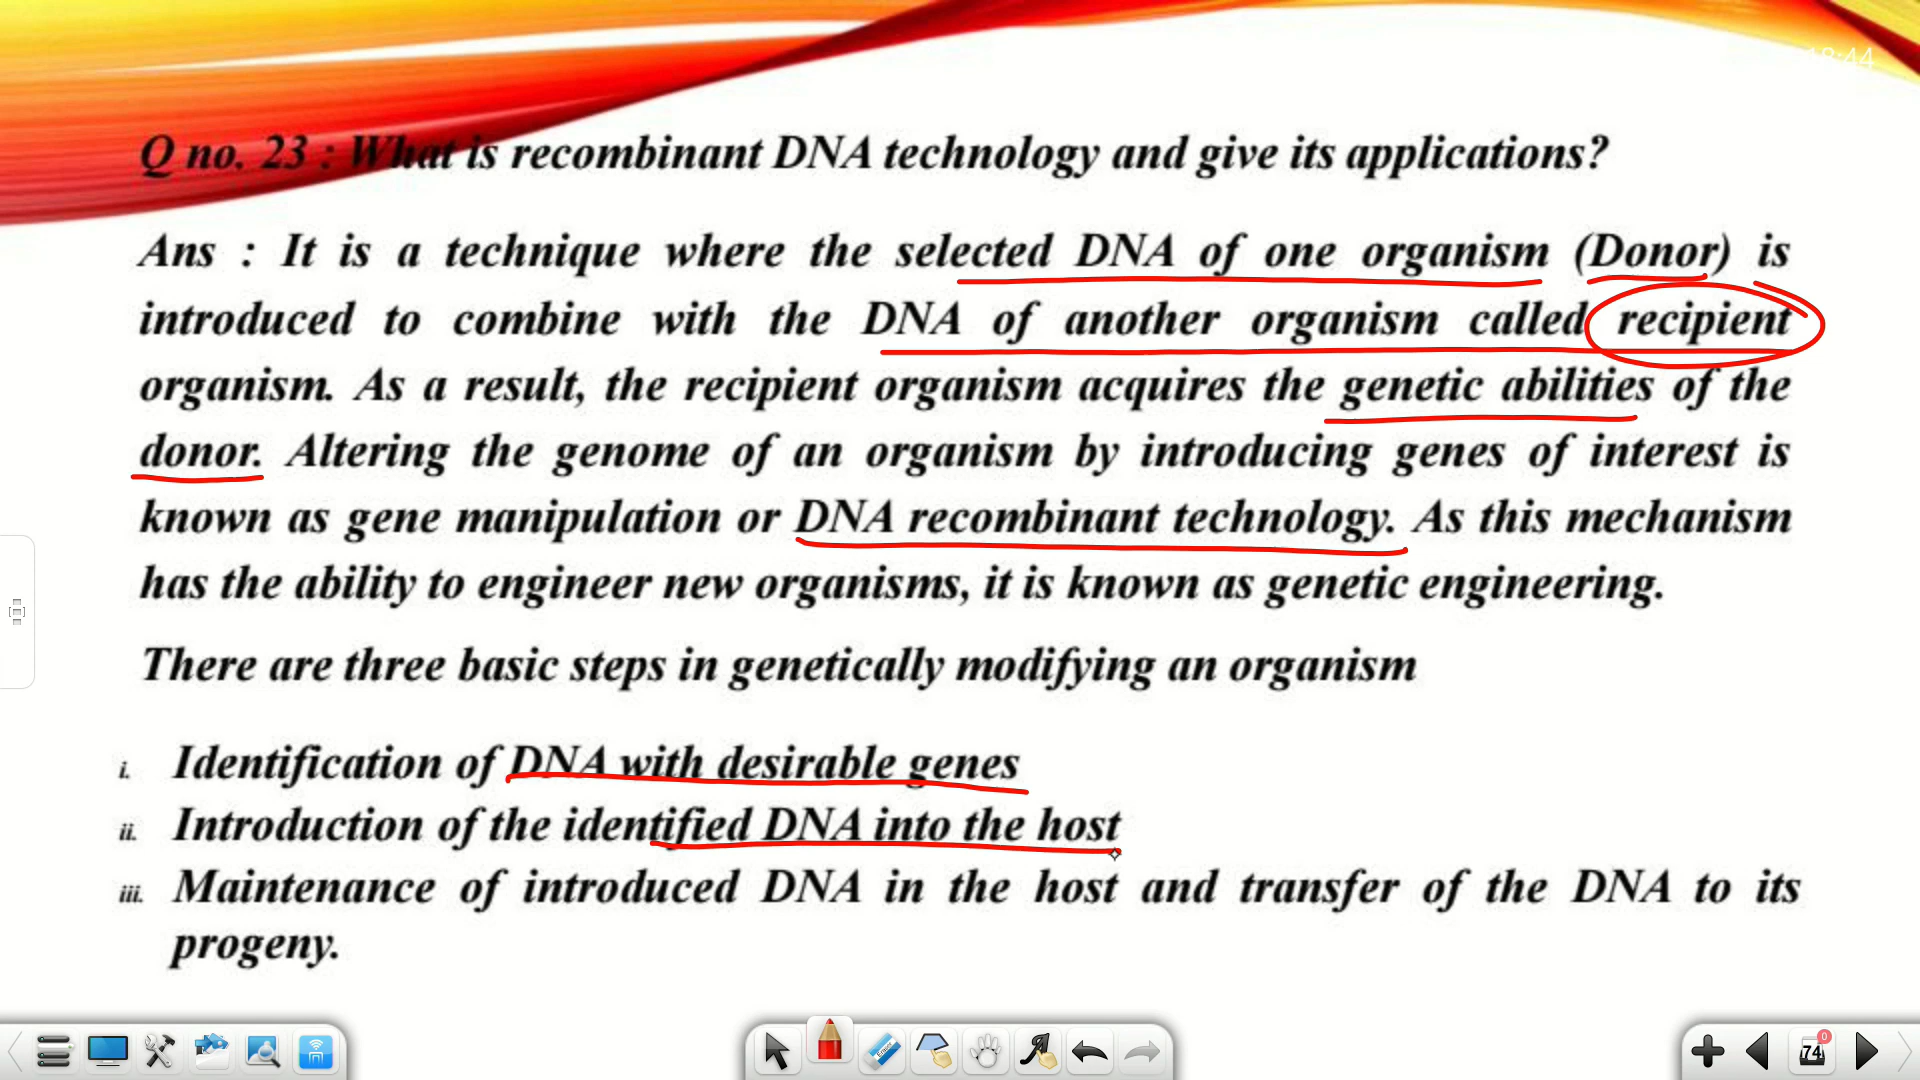 18:44
Q no. 23 : What is recombinant DNA technology and give its applications?
Ans : It is a technique where the selected DNA of one organism (Donor) is
introduced to combine with the DNA of another organism called recipient
organism. As a result, the recipient organism acquires the genetic abilities of the
donor. Altering the genome of an organism by introducing genes of interest is
known as gene manipulation or DNA recombinant technology. As this mechanism
has the ability to engineer new organisms, it is known as genetic engineering.
There are three basic steps in genetically modifying an organism
i. Identification of DNA with desirable genes
ii. Introduction of the identified DNA into the host
iii. Maintenance of introduced DNA in the host and transfer of the DNA to its
progeny.
74
0